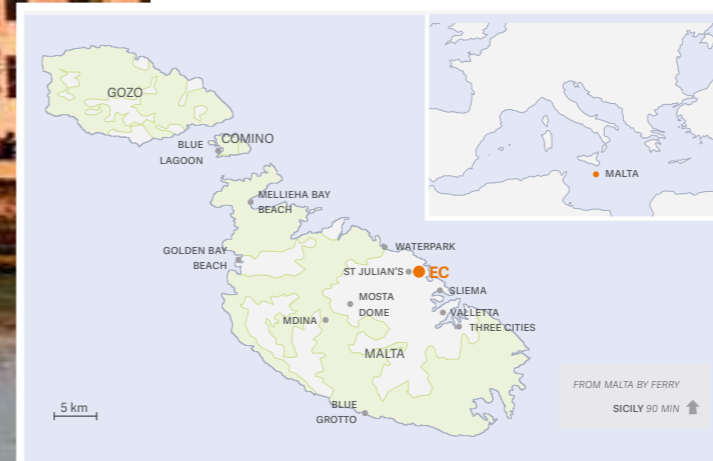 GOZO
COMINO
BLUE
LAGOON
MALTA
MELLIEHA BAY
BEACH
GOLDEN BAY
BEACH
WATERPARK
ST JULIAN'S
EC
SLIEMA
MOSTA
DOME
VALLETTA
MDINA
THREE CITIES
MALTA
BLUE
GROTTO
5 km
FROM MALTA BY FERRY
SICILY 90 MIN